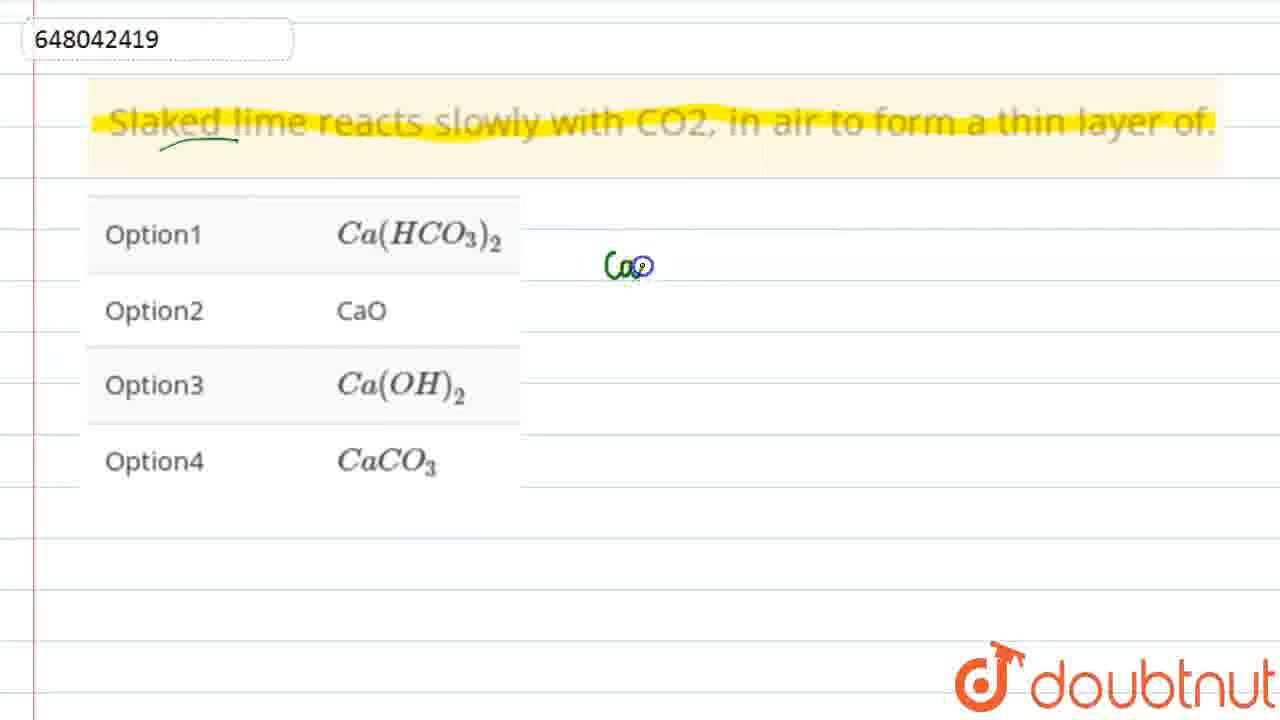 648042419
Slaked lime reacts slowly with CO2, in air to form a thin layer of.
Option1 Ca(HCO₃)₂
Ca
Option2 CaO
Option3 Ca(OH)₂
Option4 CaCO₃
doubtnut